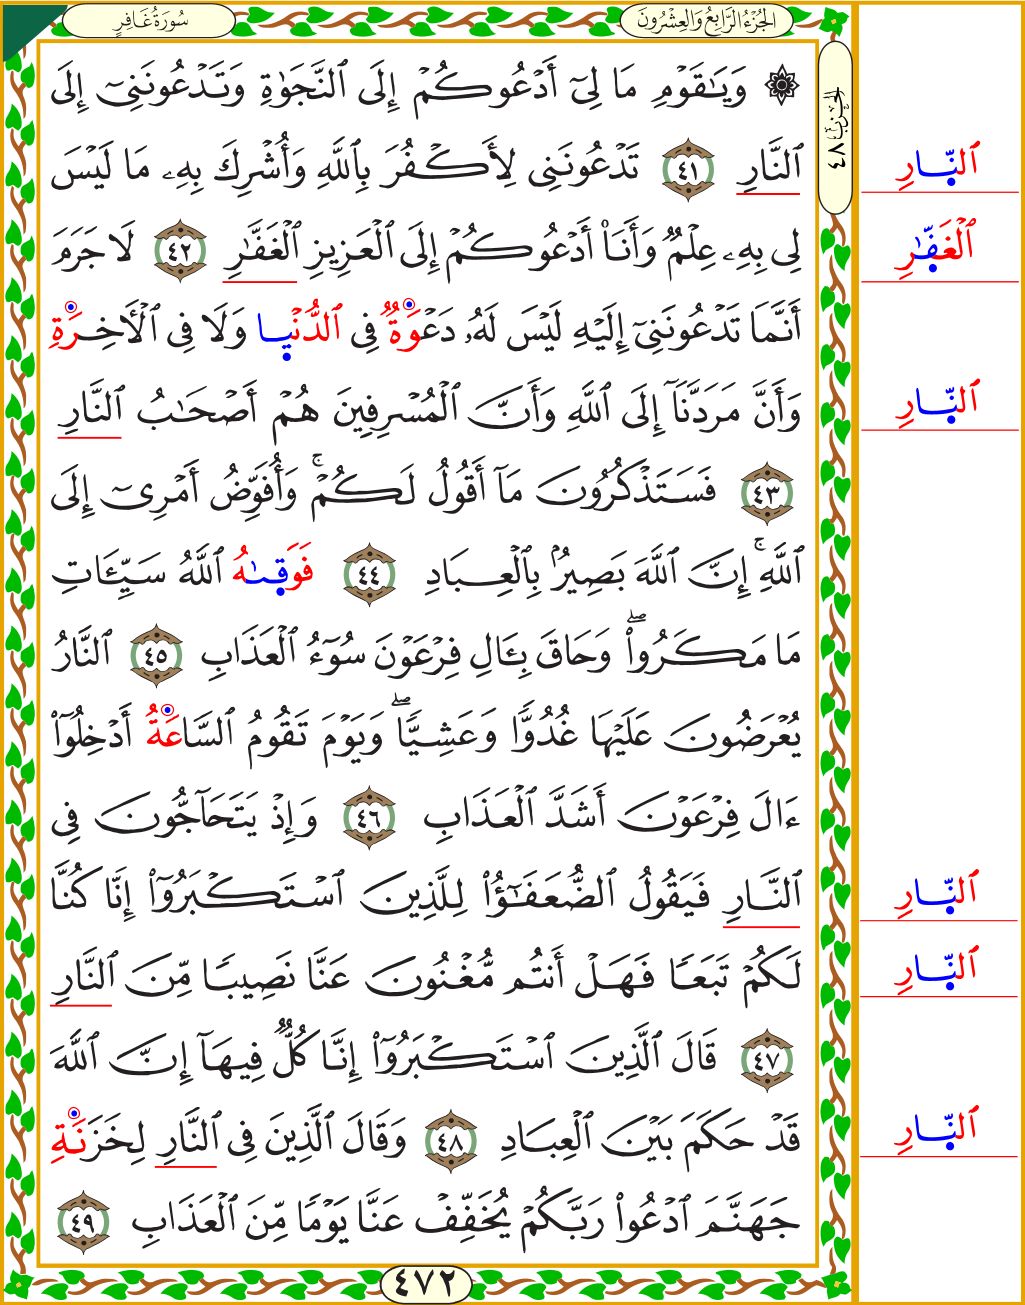 سُورَةُ غَافِرٍ
الجُزْءُ الرَّابِعُ وَالعِشْرُونَ
الحِزْبُ ٤٨
۞ وَيَٰقَوْمِ مَا لِىٓ أَدْعُوكُمْ إِلَى ٱلنَّجَوٰةِ وَتَدْعُونَنِىٓ إِلَى
ٱلنَّارِ ٤١ تَدْعُونَنِى لِأَكْفُرَ بِٱللَّهِ وَأُشْرِكَ بِهِۦ مَا لَيْسَ
لِى بِهِۦ عِلْمٌ وَأَنَا۠ أَدْعُوكُمْ إِلَى ٱلْعَزِيزِ ٱلْغَفَّٰرِ ٤٢ لَا جَرَمَ
أَنَّمَا تَدْعُونَنِىٓ إِلَيْهِ لَيْسَ لَهُۥ دَعْوَةٌ فِى ٱلدُّنْيا وَلَا فِى ٱلْأَخِرَةِ
وَأَنَّ مَرَدَّنَآ إِلَى ٱللَّهِ وَأَنَّ ٱلْمُسْرِفِينَ هُمْ أَصْحَٰبُ ٱلنَّارِ
٤٣ فَسَتَذْكُرُونَ مَآ أَقُولُ لَكُمْ ۚ وَأُفَوِّضُ أَمْرِىٓ إِلَى
ٱللَّهِ ۚ إِنَّ ٱللَّهَ بَصِيرٌۢ بِٱلْعِبَادِ ٤٤ فَوَقىٰهُ ٱللَّهُ سَيِّـَٔاتِ
مَا مَكَرُوا۟ ۖ وَحَاقَ بِـَٔالِ فِرْعَوْنَ سُوٓءُ ٱلْعَذَابِ ٤٥ ٱلنَّارُ
يُعْرَضُونَ عَلَيْهَا غُدُوًّا وَعَشِيًّا ۖ وَيَوْمَ تَقُومُ ٱلسَّاعَةُ أَدْخِلُوٓا۟
ءَالَ فِرْعَوْنَ أَشَدَّ ٱلْعَذَابِ ٤٦ وَإِذْ يَتَحَآجُّونَ فِى
ٱلنَّارِ فَيَقُولُ ٱلضُّعَفَٰٓؤُا۟ لِلَّذِينَ ٱسْتَكْبَرُوٓا۟ إِنَّا كُنَّا
لَكُمْ تَبَعًا فَهَلْ أَنتُم مُّغْنُونَ عَنَّا نَصِيبًا مِّنَ ٱلنَّارِ
٤٧ قَالَ ٱلَّذِينَ ٱسْتَكْبَرُوٓا۟ إِنَّا كُلٌّ فِيهَآ إِنَّ ٱللَّهَ
قَدْ حَكَمَ بَيْنَ ٱلْعِبَادِ ٤٨ وَقَالَ ٱلَّذِينَ فِى ٱلنَّارِ لِخَزَنَةِ
جَهَنَّمَ ٱدْعُوا۟ رَبَّكُمْ يُخَفِّفْ عَنَّا يَوْمًا مِّنَ ٱلْعَذَابِ ٤٩
ٱلنَّارِ
ٱلْغَفَّٰرِ
ٱلنَّارِ
ٱلنَّارِ
ٱلنَّارِ
ٱلنَّارِ
٤٧٢